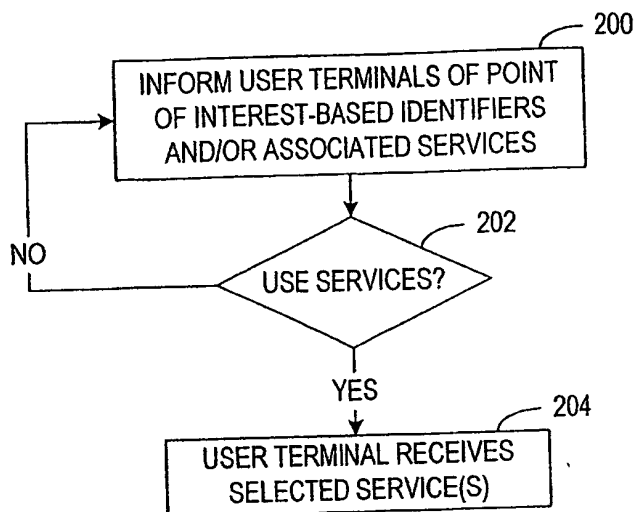 200
INFORM USER TERMINALS OF POINT
OF INTEREST-BASED IDENTIFIERS
AND/OR ASSOCIATED SERVICES
202
NO
USE SERVICES?
YES
204
USER TERMINAL RECEIVES
SELECTED SERVICE(S)